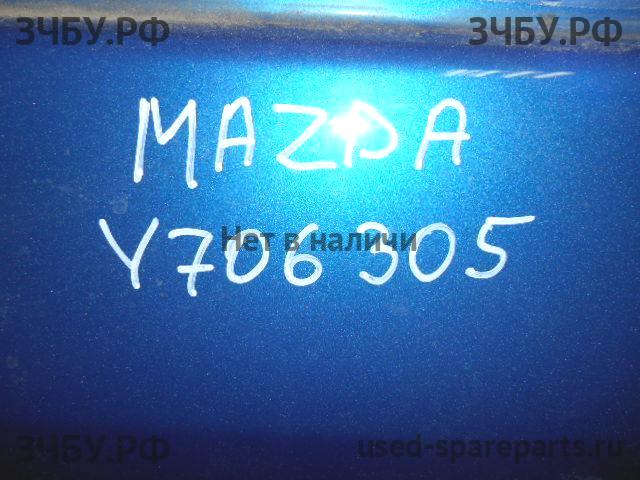 ЗЧБУ.РФ ЗЧБУ.РФ
MAZDA
Нет в наличи
Y706305
ЗЧБУ.РФ used-spareparts.ru